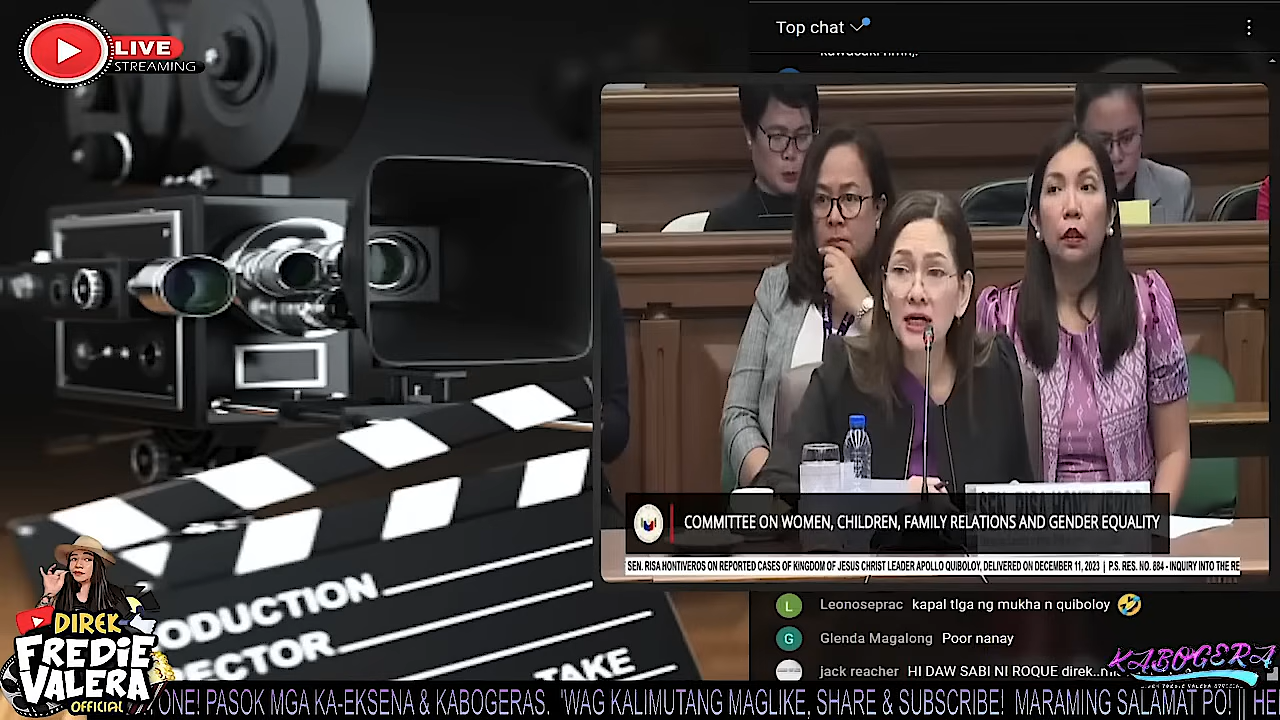 LIVE
STREAMING
Top chat
COMMITTEE ON WOMEN, CHILDREN, FAMILY RELATIONS AND GENDER EQUALITY
SEN. RISA HONTIVEROS ON REPORTED CASES OF KINGDOM OF JESUS CHRIST LEADER APOLLO QUIBOLOY, DELIVERED ON DECEMBER 11, 2023 | P.S. RES. NO. 884 - INQUIRY INTO THE RE
L Leonoseprac kapal tlga ng mukha n quiboloy 🤣
G Glenda Magalong Poor nanay
jack reacher HI DAW SABI NI ROQUE direk..
ODUCTION
ECTOR
TAKE
DIREK
FREDIE
VALERA
OFFICIAL
KABOGERA
ONE! PASOK MGA KA-EKSENA & KABOGERAS. 'WAG KALIMUTANG MAGLIKE, SHARE & SUBSCRIBE! MARAMING SALAMAT PO! || HE